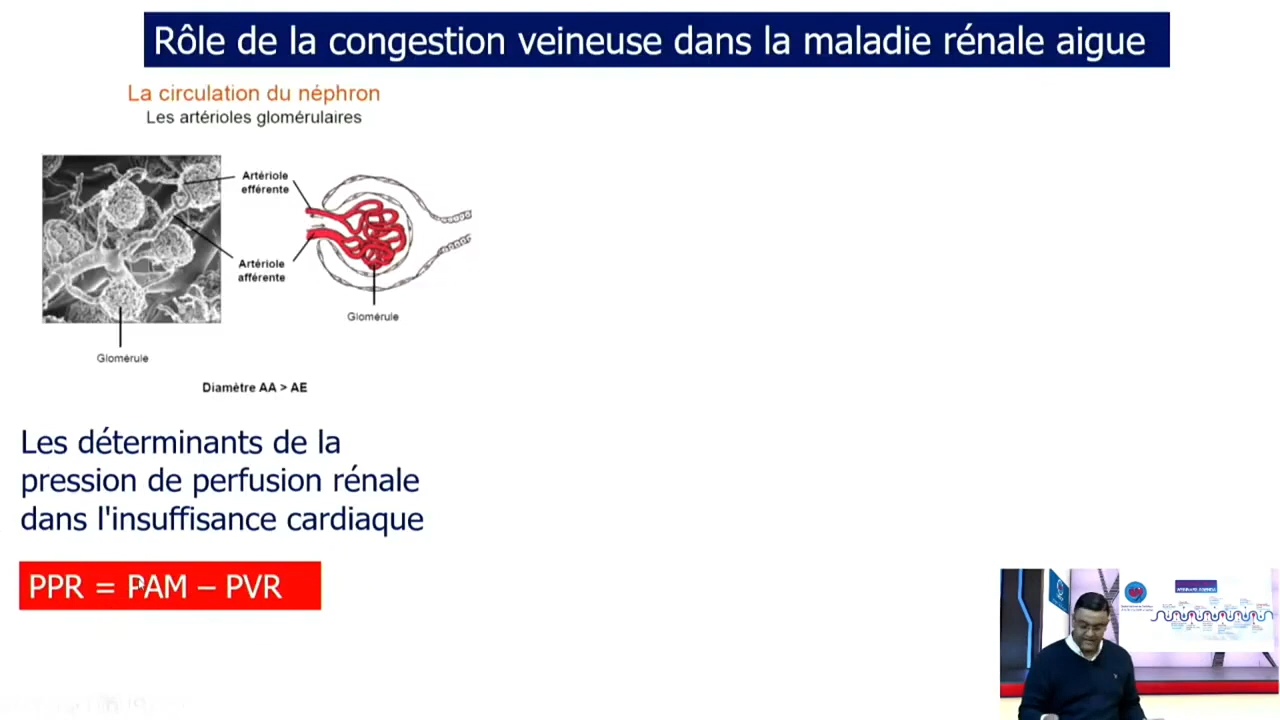 Rôle de la congestion veineuse dans la maladie rénale aigue
La circulation du néphron
Les artérioles glomérulaires
Artériole
efférente
Artériole
afférente
Glomérule
Glomérule
Diamètre AA > AE
Les déterminants de la
pression de perfusion rénale
dans l'insuffisance cardiaque
PPR = PAM – PVR